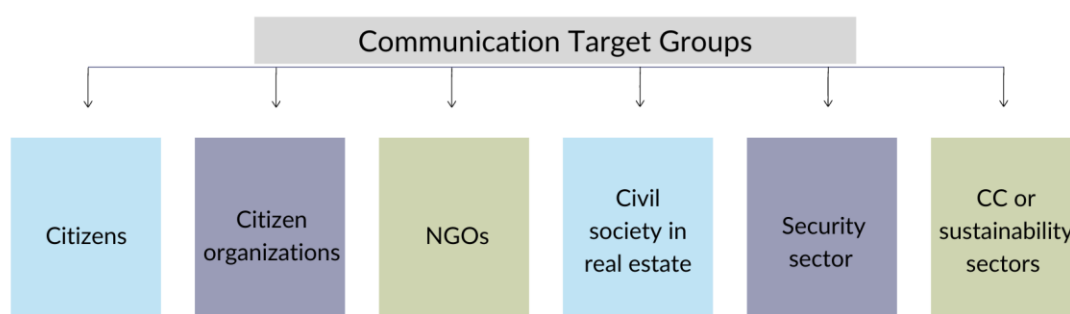 Communication Target Groups
Citizens
Citizen
organizations
NGOs
Civil
society in
real estate
Security
sector
CC or
sustainability
sectors